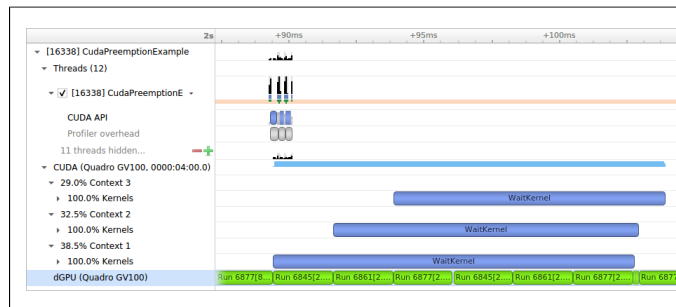 2s +90ms +95ms +100ms
[16338] CudaPreemptionExample
Threads (12)
[16338] CudaPreemptionE
CUDA API
Profiler overhead
11 threads hidden...
CUDA (Quadro GV100, 0000:04:00.0)
29.0% Context 3
100.0% Kernels WaitKernel
32.5% Context 2
100.0% Kernels WaitKernel
38.5% Context 1
100.0% Kernels WaitKernel
dGPU (Quadro GV100) Run 6877[8... Run 6845[2.... Run 6861[2.... Run 6877[2.... Run 6845[2.... Run 6861[2.... Run 6877[2.... Run 6877